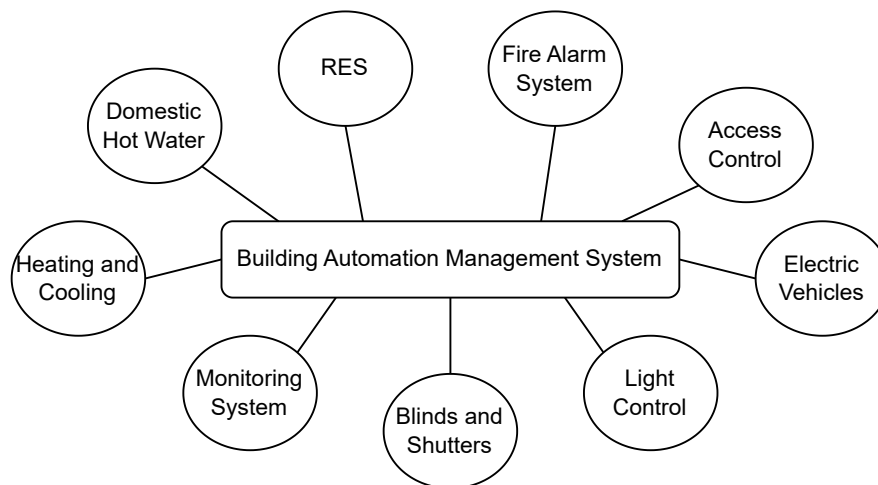 RES
Fire Alarm
System
Domestic
Hot Water
Access
Control
Building Automation Management System
Heating and
Cooling
Electric
Vehicles
Monitoring
System
Blinds and
Shutters
Light
Control